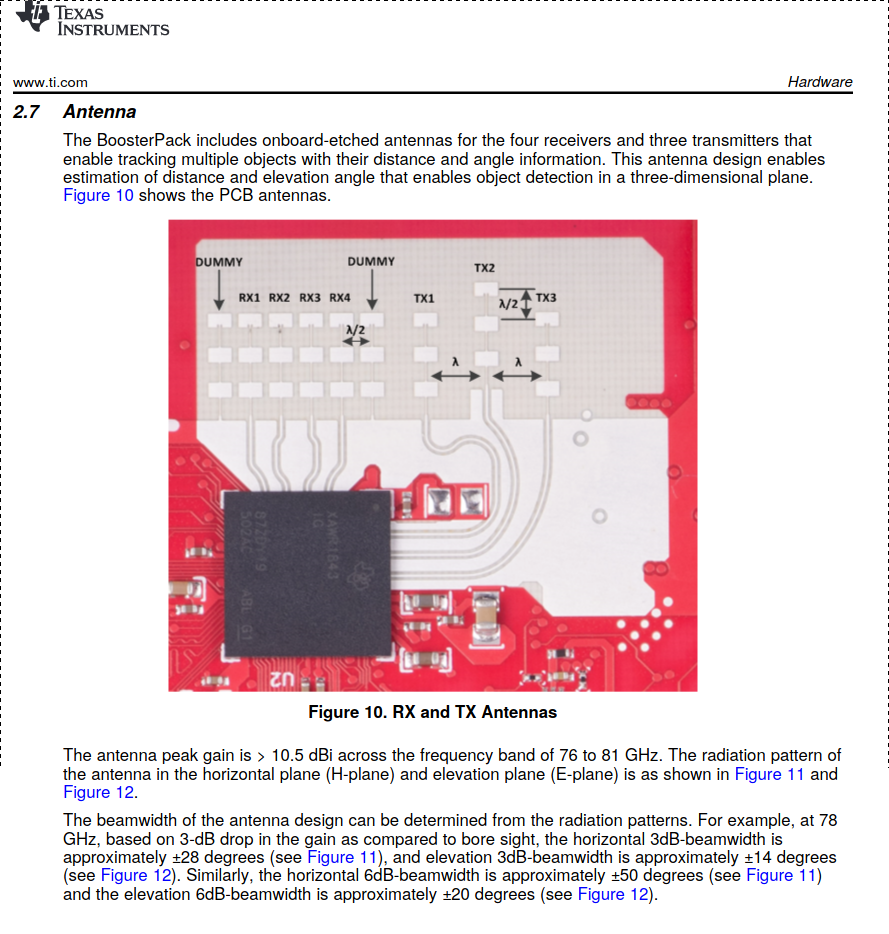 TEXAS
INSTRUMENTS
www.ti.com
Hardware
2.7 Antenna
The BoosterPack includes onboard-etched antennas for the four receivers and three transmitters that
enable tracking multiple objects with their distance and angle information. This antenna design enables
estimation of distance and elevation angle that enables object detection in a three-dimensional plane.
Figure 10 shows the PCB antennas.
DUMMY
DUMMY
TX2
RX1 RX2 RX3 RX4
TX1
λ/2
TX3
λ/2
λ
λ
XAWR1843
IG
502AC
ABL G1
U2
Figure 10. RX and TX Antennas
The antenna peak gain is > 10.5 dBi across the frequency band of 76 to 81 GHz. The radiation pattern of
the antenna in the horizontal plane (H-plane) and elevation plane (E-plane) is as shown in Figure 11 and
Figure 12.
The beamwidth of the antenna design can be determined from the radiation patterns. For example, at 78
GHz, based on 3-dB drop in the gain as compared to bore sight, the horizontal 3dB-beamwidth is
approximately ±28 degrees (see Figure 11), and elevation 3dB-beamwidth is approximately ±14 degrees
(see Figure 12). Similarly, the horizontal 6dB-beamwidth is approximately ±50 degrees (see Figure 11)
and the elevation 6dB-beamwidth is approximately ±20 degrees (see Figure 12).